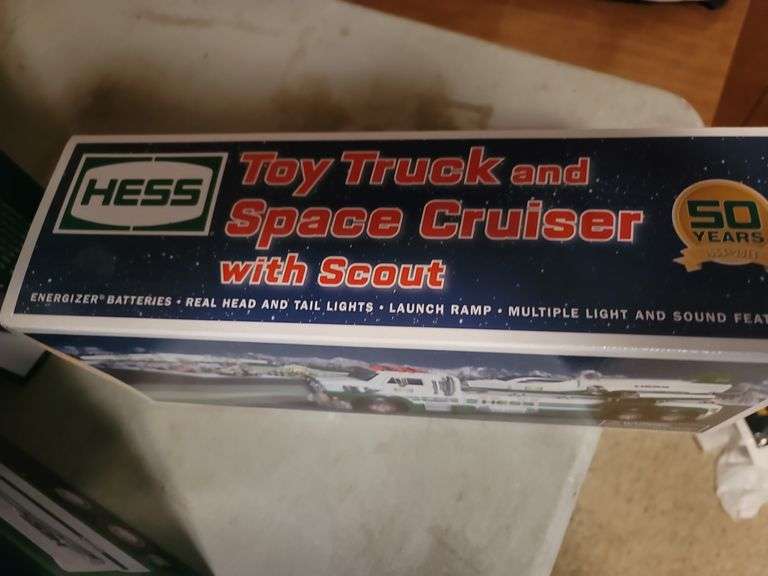 HESS
Toy Truck and
Space Cruiser
with Scout
50
YEARS
ENERGIZER® BATTERIES • REAL HEAD AND TAIL LIGHTS • LAUNCH RAMP • MULTIPLE LIGHT AND SOUND FEAT